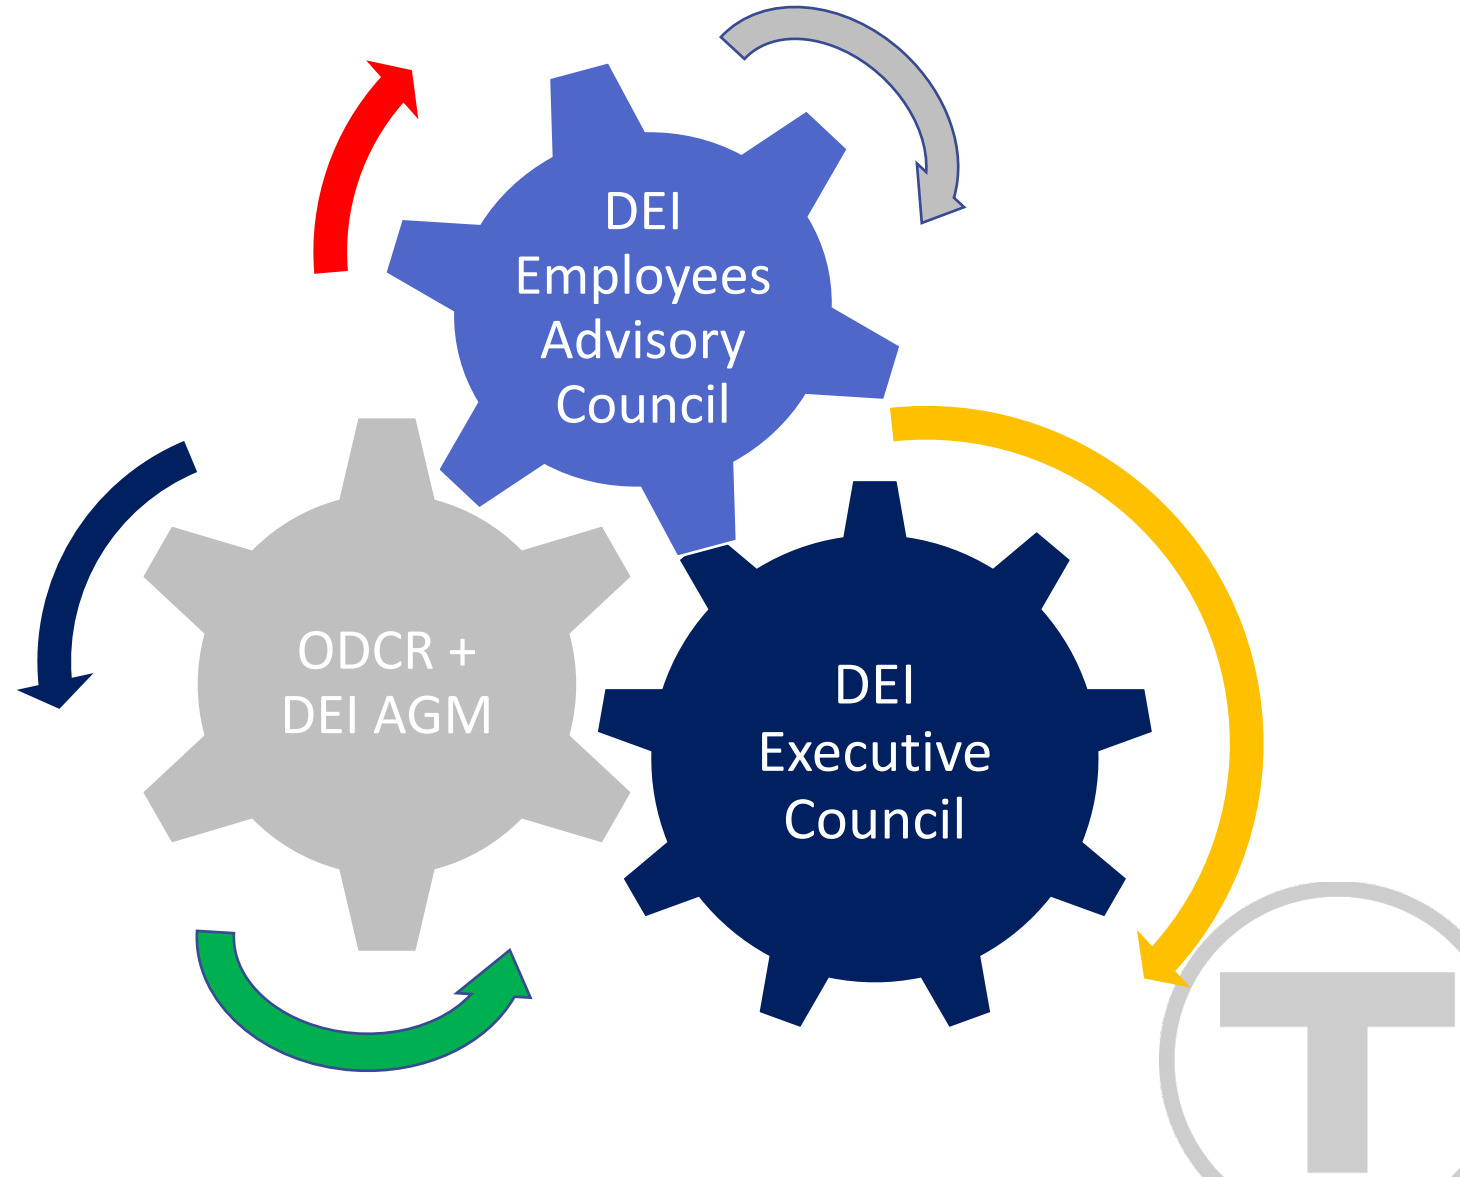 DEI
Employees
Advisory
Council
ODCR +
DEI AGM
DEI
Executive
Council
T